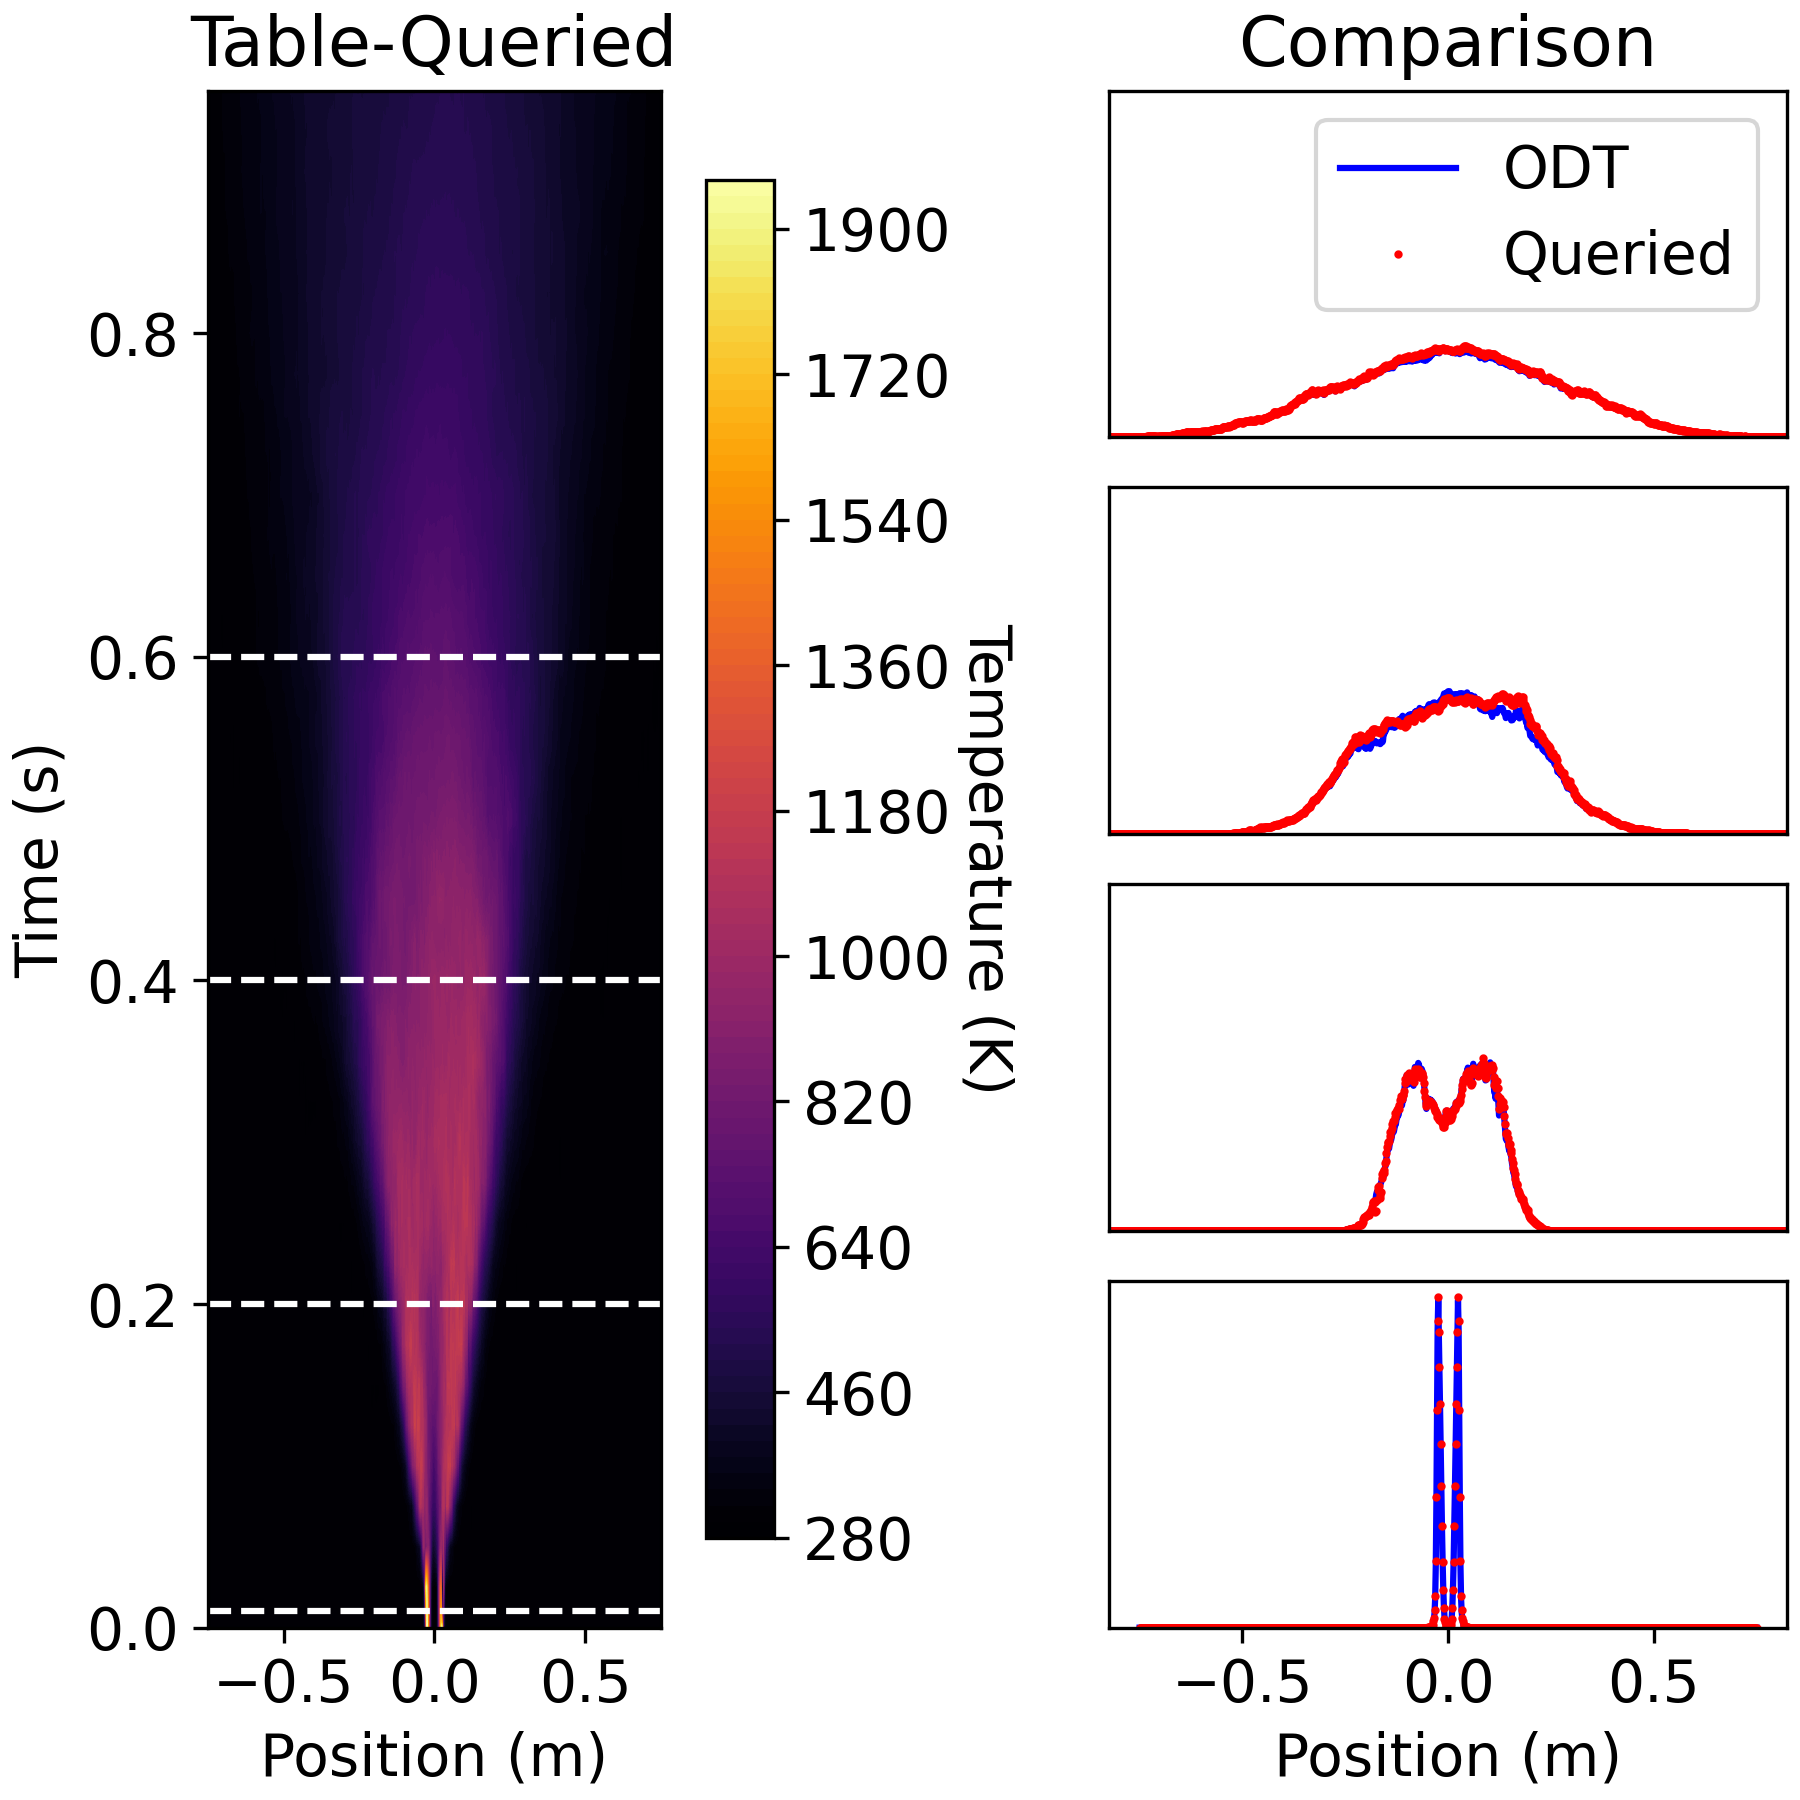 Table-Queried
Comparison
0.8
0.6
0.4
0.2
0.0
Time (s)
−0.5 0.0 0.5
Position (m)
1900
1720
1540
1360
1180
1000
820
640
460
280
Temperature (K)
ODT
Queried
−0.5 0.0 0.5
Position (m)